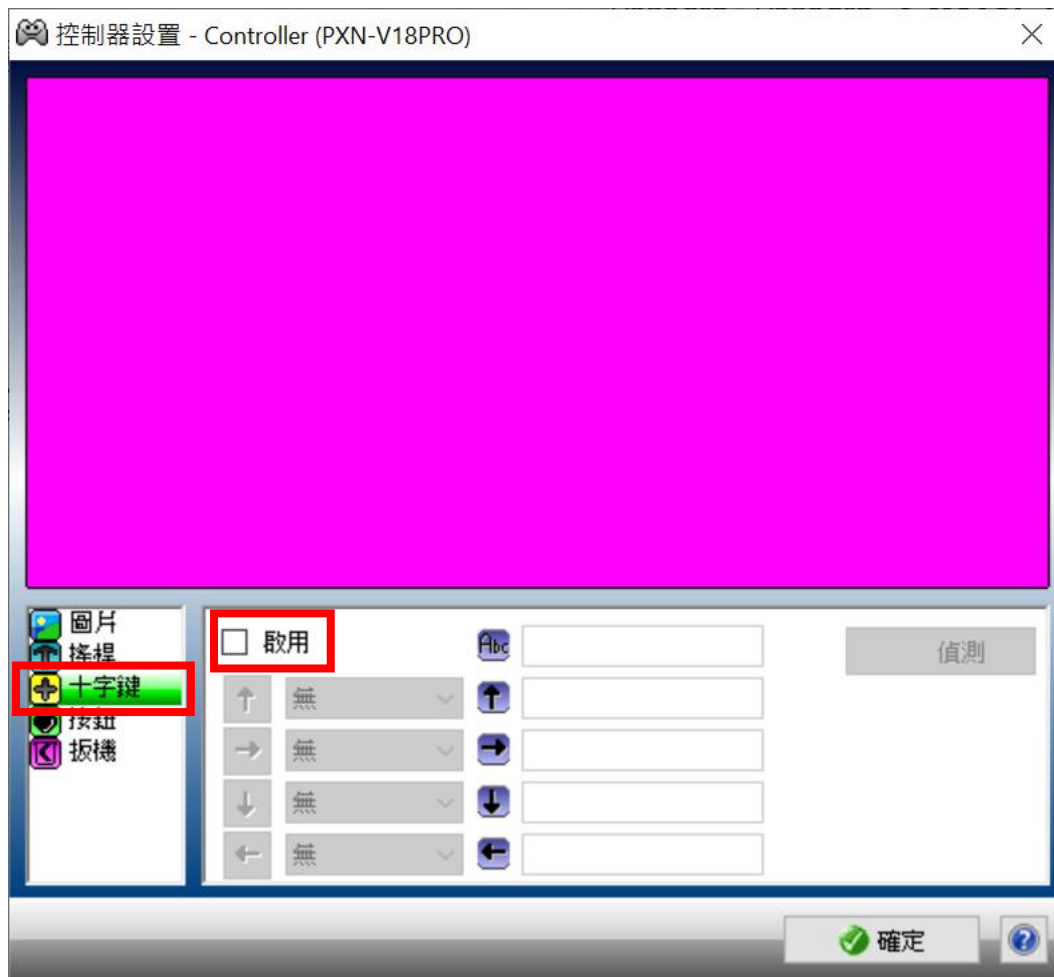 控制器設置 - Controller (PXN-V18PRO)
圖片
搖桿
十字鍵
按鈕
扳機
啟用
Abc
偵測
無
無
無
無
確定